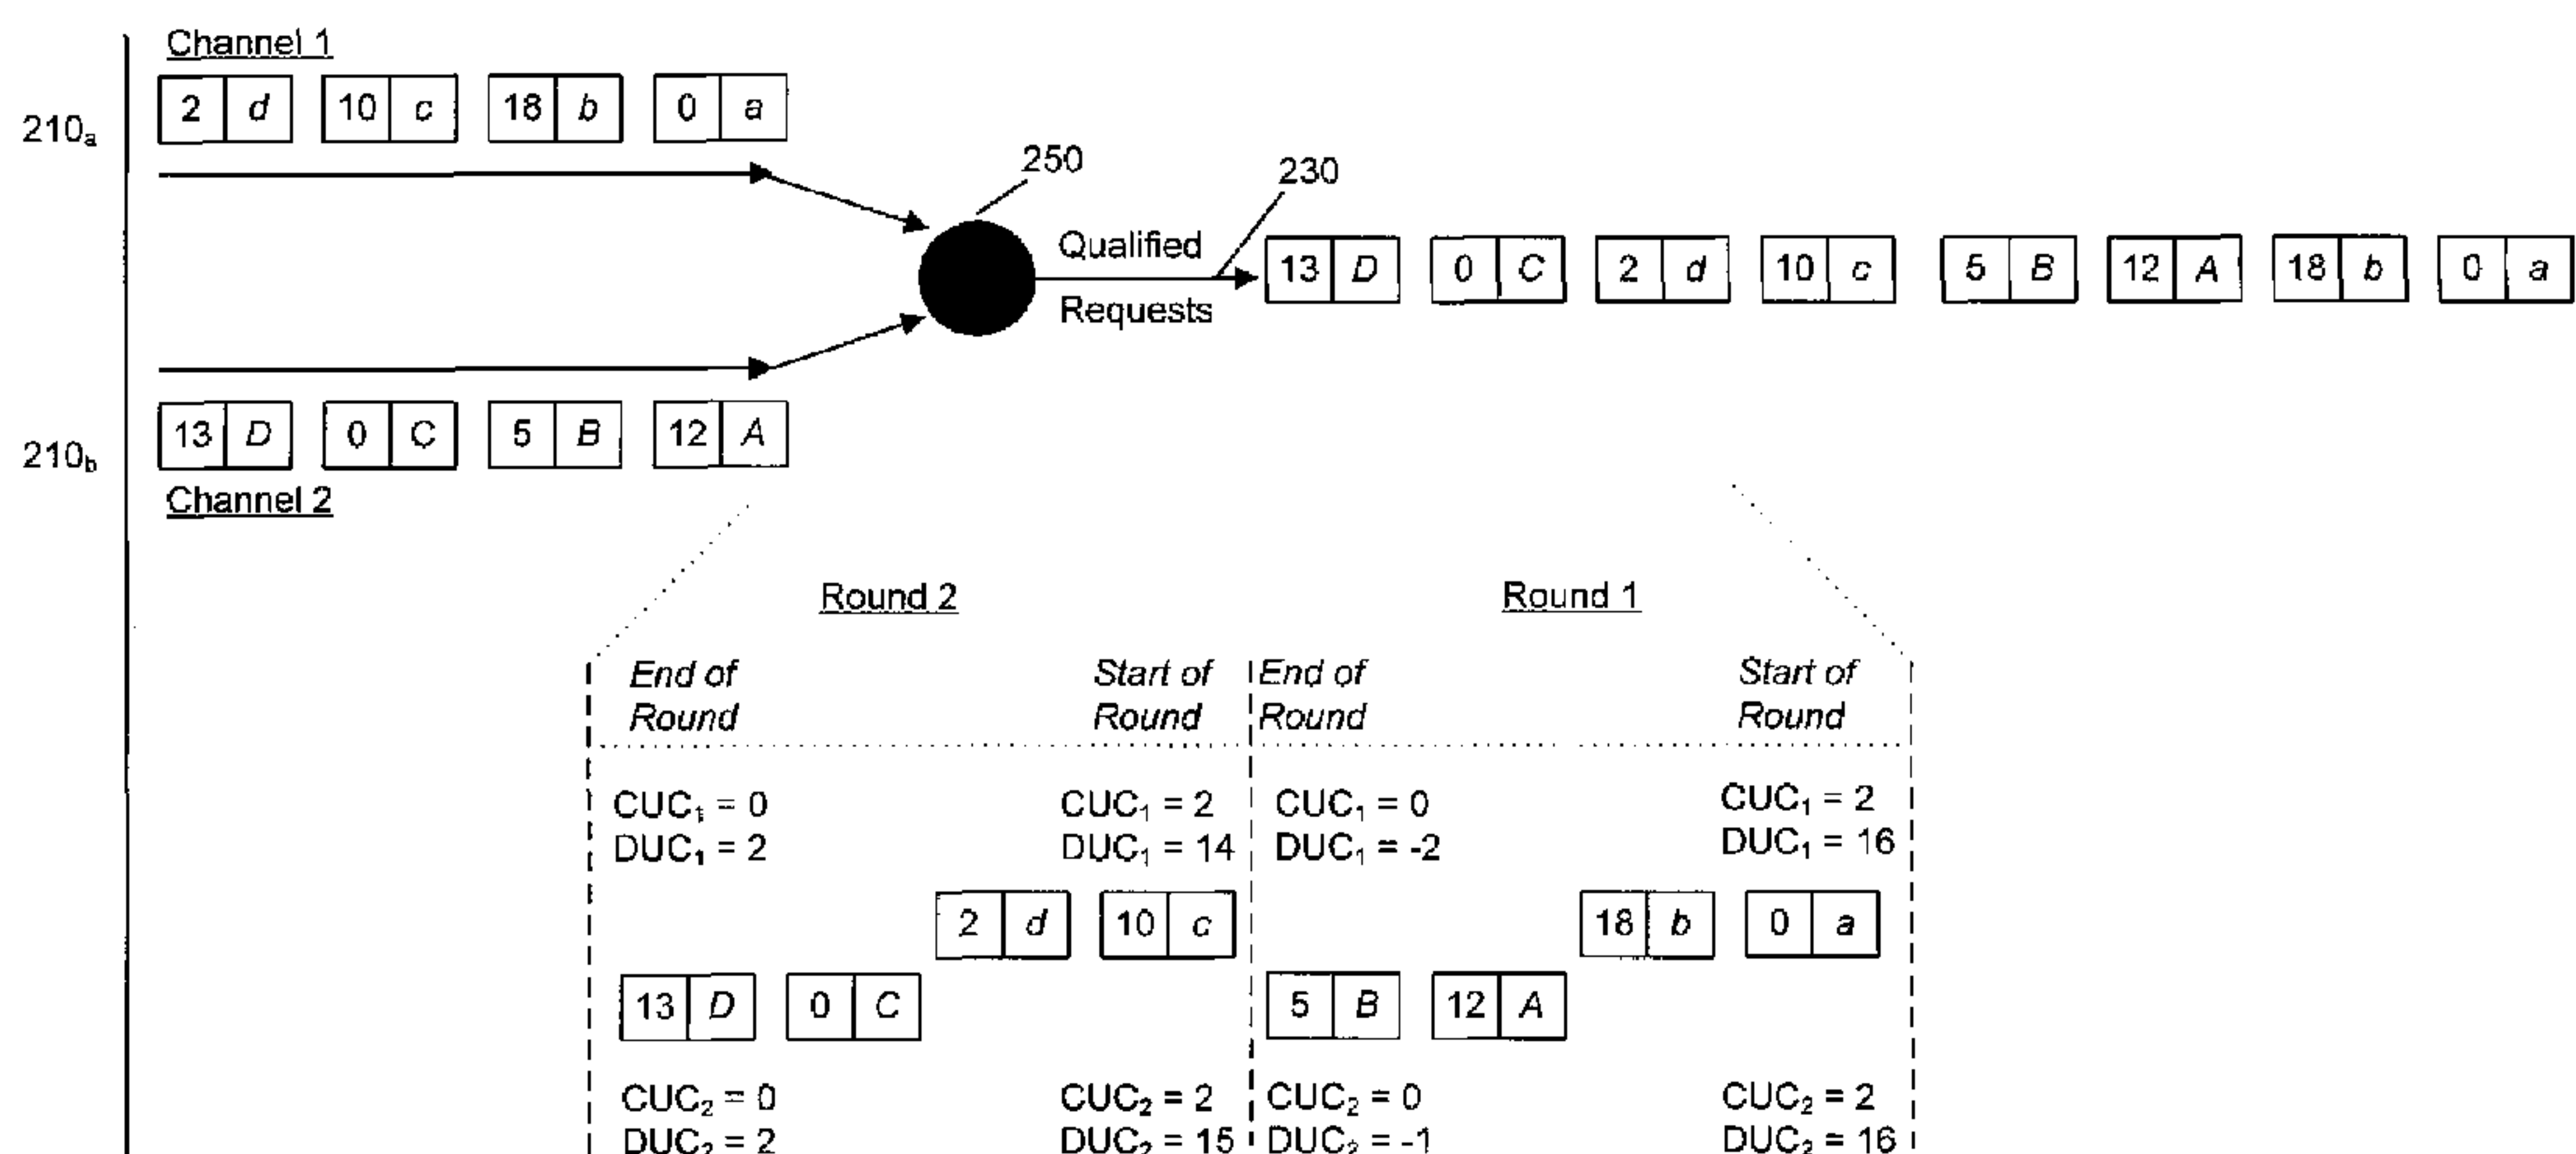 Channel 1
2 d 10 c 18 b 0 a
210a
250
230
Qualified
Requests
13 D 0 C 2 d 10 c 5 B 12 A 18 b 0 a
13 D 0 C 5 B 12 A
210b
Channel 2
Round 2 Round 1
End of Start of End of Start of
Round Round Round Round
CUC₁ = 0 CUC₁ = 2 CUC₁ = 0 CUC₁ = 2
DUC₁ = 2 DUC₁ = 14 DUC₁ = -2 DUC₁ = 16
2 d 10 c 18 b 0 a
13 D 0 C 5 B 12 A
CUC₂ = 0 CUC₂ = 2 CUC₂ = 0 CUC₂ = 2
DUC₂ = 2 DUC₂ = 15 DUC₂ = -1 DUC₂ = 16